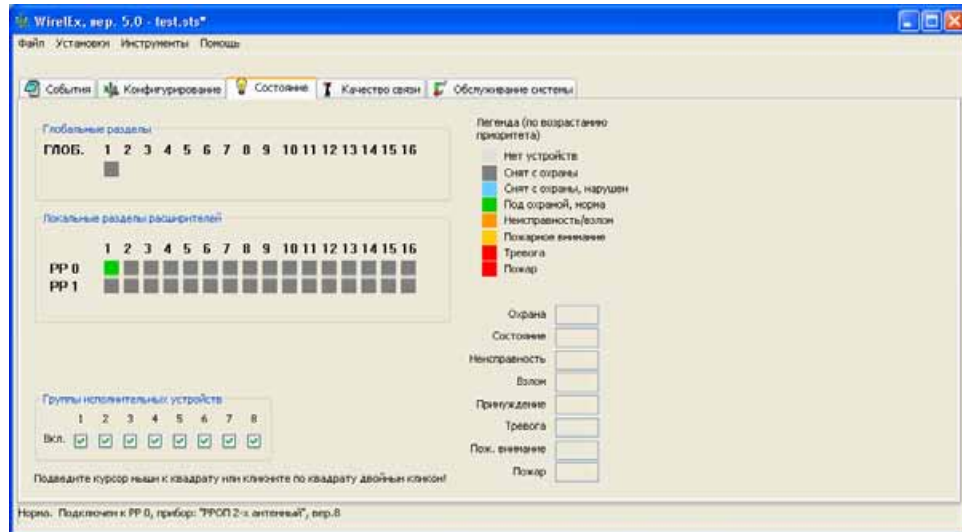 WirelEx, вер. 5.0 - test.sts*
Файл Установки Инструменты Помощь
События Конфигурирование Состояние Качество связи Обслуживание системы
Глобальные разделы
ГЛОБ. 1 2 3 4 5 6 7 8 9 10 11 12 13 14 15 16
Локальные разделы расширителей
1 2 3 4 5 6 7 8 9 10 11 12 13 14 15 16
РР 0
РР 1
Группы исполнительных устройств
1 2 3 4 5 6 7 8
Вкл.
Подведите курсор мыши к квадрату или кликните по квадрату двойным кликом!
Легенда (по возрастанию
приоритета)
Нет устройств
Снят с охраны
Снят с охраны, нарушен
Под охраной, норма
Неисправность/взлом
Пожарное внимание
Тревога
Пожар
Охрана
Состояние
Неисправность
Взлом
Принуждение
Тревога
Пож. внимание
Пожар
Норма. Подключен к РР 0, прибор: "РРОП 2-х антенный", вер.8